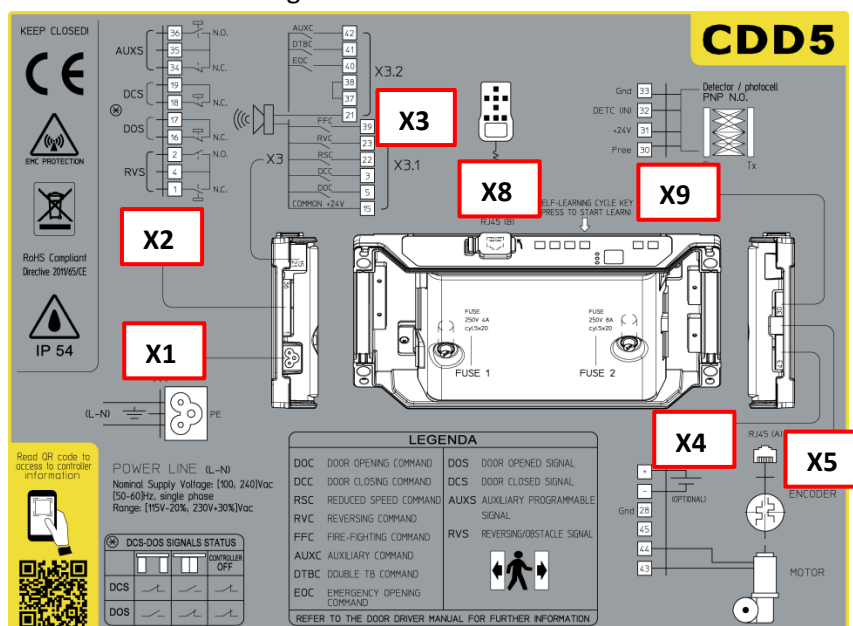 KEEP CLOSED!
CE
EMC PROTECTION
RoHS Compliant
Directive 2011/65/CE
IP 54
Read QR code to
access to controller
information
AUXS
36 N.O.
35
34 N.C.
DCS
19
18 N.C.
DOS
17
16 N.C.
RVS
2 N.O.
4
1 N.C.
X2
X1
(L-N)
PE
POWER LINE (L-N)
Nominal Supply Voltage: [100, 240]Vac
[50-60]Hz, single phase
Range: [115V-20%, 230V+30%]Vac
DCS-DOS SIGNALS STATUS
CONTROLLER
OFF
DCS
DOS
AUXC 42
DTBC 41
EOC 40
38
37
21
X3.2
X3
FFC 39
RVC 23
RSC 22
DCC 3
DOC 5
COMMON +24V 15
X3.1
X3
X8
RJ45 (B)
SELF-LEARNING CYCLE KEY
PRESS TO START LEARN
CDD5
Detector / photocell
PNP N.O.
Gnd 33
DETC (IN) 32
+24V 31
Free 30
Tx
X9
36
FUSE
250V 4A
cyl.5x20
FUSE 1
FUSE
250V 8A
cyl.5x20
FUSE 2
30
43
LEGENDA
DOC DOOR OPENING COMMAND
DCC DOOR CLOSING COMMAND
RSC REDUCED SPEED COMMAND
RVC REVERSING COMMAND
FFC FIRE-FIGHTING COMMAND
AUXC AUXILIARY COMMAND
DTBC DOUBLE TB COMMAND
EOC EMERGENCY OPENING
COMMAND
DOS DOOR OPENED SIGNAL
DCS DOOR CLOSED SIGNAL
AUXS AUXILIARY PROGRAMMABLE
SIGNAL
RVS REVERSING/OBSTACLE SIGNAL
REFER TO THE DOOR DRIVER MANUAL FOR FURTHER INFORMATION
X4
RJ45 (A)
X5
+
-
(OPTIONAL)
Gnd 28
45
44
43
ENCODER
MOTOR